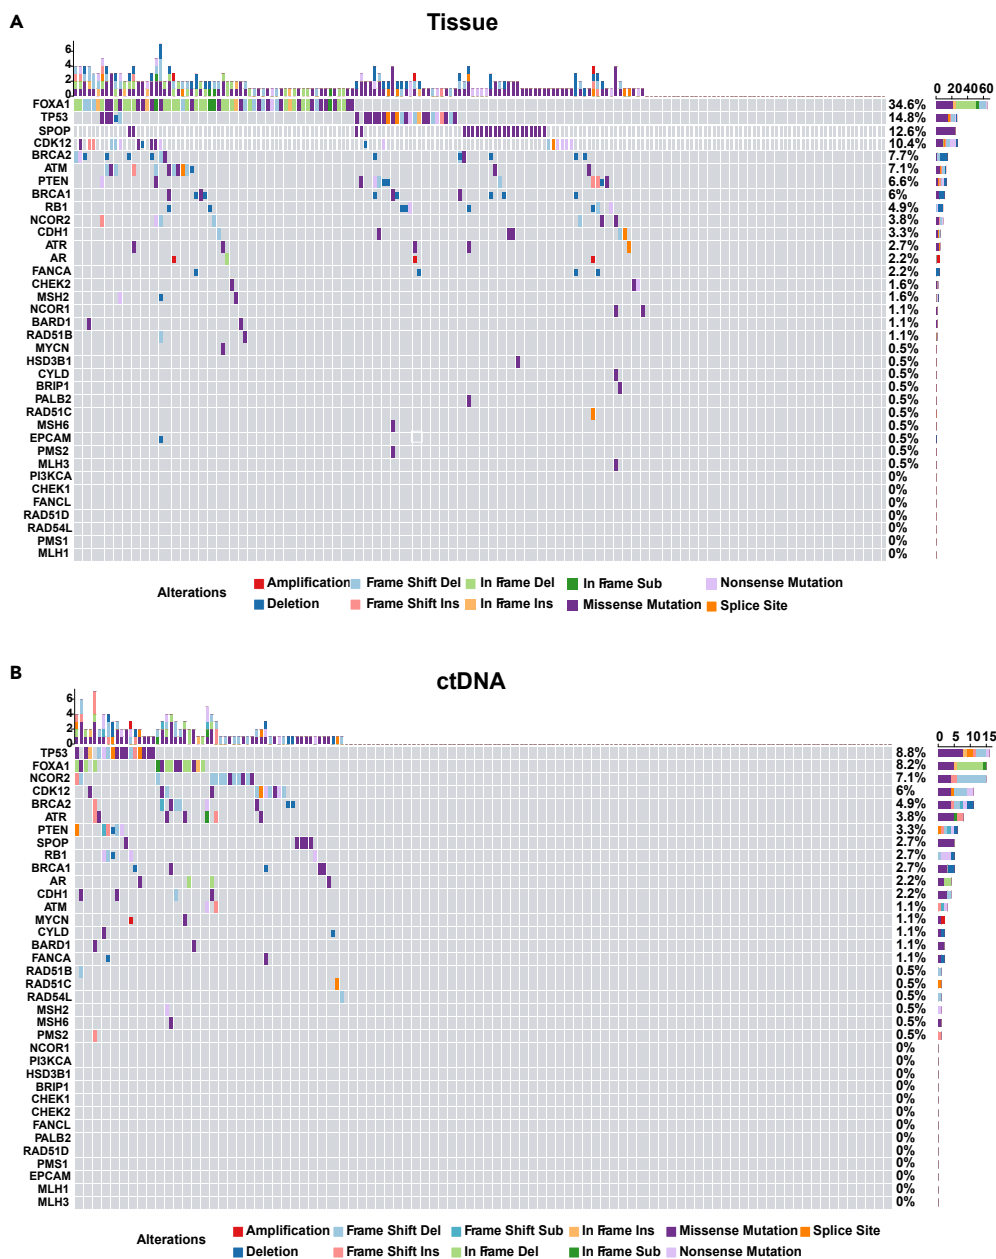 A
Tissue
6
4
2
0
0 204060
FOXA1 34.6%
TP53 14.8%
SPOP 12.6%
CDK12 10.4%
BRCA2 7.7%
ATM 7.1%
PTEN 6.6%
BRCA1 6%
RB1 4.9%
NCOR2 3.8%
CDH1 3.3%
ATR 2.7%
AR 2.2%
FANCA 2.2%
CHEK2 1.6%
MSH2 1.6%
NCOR1 1.1%
BARD1 1.1%
RAD51B 1.1%
MYCN 0.5%
HSD3B1 0.5%
CYLD 0.5%
BRIP1 0.5%
PALB2 0.5%
RAD51C 0.5%
MSH6 0.5%
EPCAM 0.5%
PMS2 0.5%
MLH3 0.5%
PI3KCA 0%
CHEK1 0%
FANCL 0%
RAD51D 0%
RAD54L 0%
PMS1 0%
MLH1 0%
Alterations
Amplification Frame Shift Del In Frame Del In Frame Sub Nonsense Mutation
Deletion Frame Shift Ins In Frame Ins Missense Mutation Splice Site
B
ctDNA
6
4
2
0
0 5 1015
TP53 8.8%
FOXA1 8.2%
NCOR2 7.1%
CDK12 6%
BRCA2 4.9%
ATR 3.8%
PTEN 3.3%
SPOP 2.7%
RB1 2.7%
BRCA1 2.7%
AR 2.2%
CDH1 2.2%
ATM 1.1%
MYCN 1.1%
CYLD 1.1%
BARD1 1.1%
FANCA 1.1%
RAD51B 0.5%
RAD51C 0.5%
RAD54L 0.5%
MSH2 0.5%
MSH6 0.5%
PMS2 0.5%
NCOR1 0%
PI3KCA 0%
HSD3B1 0%
BRIP1 0%
CHEK1 0%
CHEK2 0%
FANCL 0%
PALB2 0%
RAD51D 0%
PMS1 0%
EPCAM 0%
MLH1 0%
MLH3 0%
Alterations
Amplification Frame Shift Del Frame Shift Sub In Frame Ins Missense Mutation Splice Site
Deletion Frame Shift Ins In Frame Del In Frame Sub Nonsense Mutation